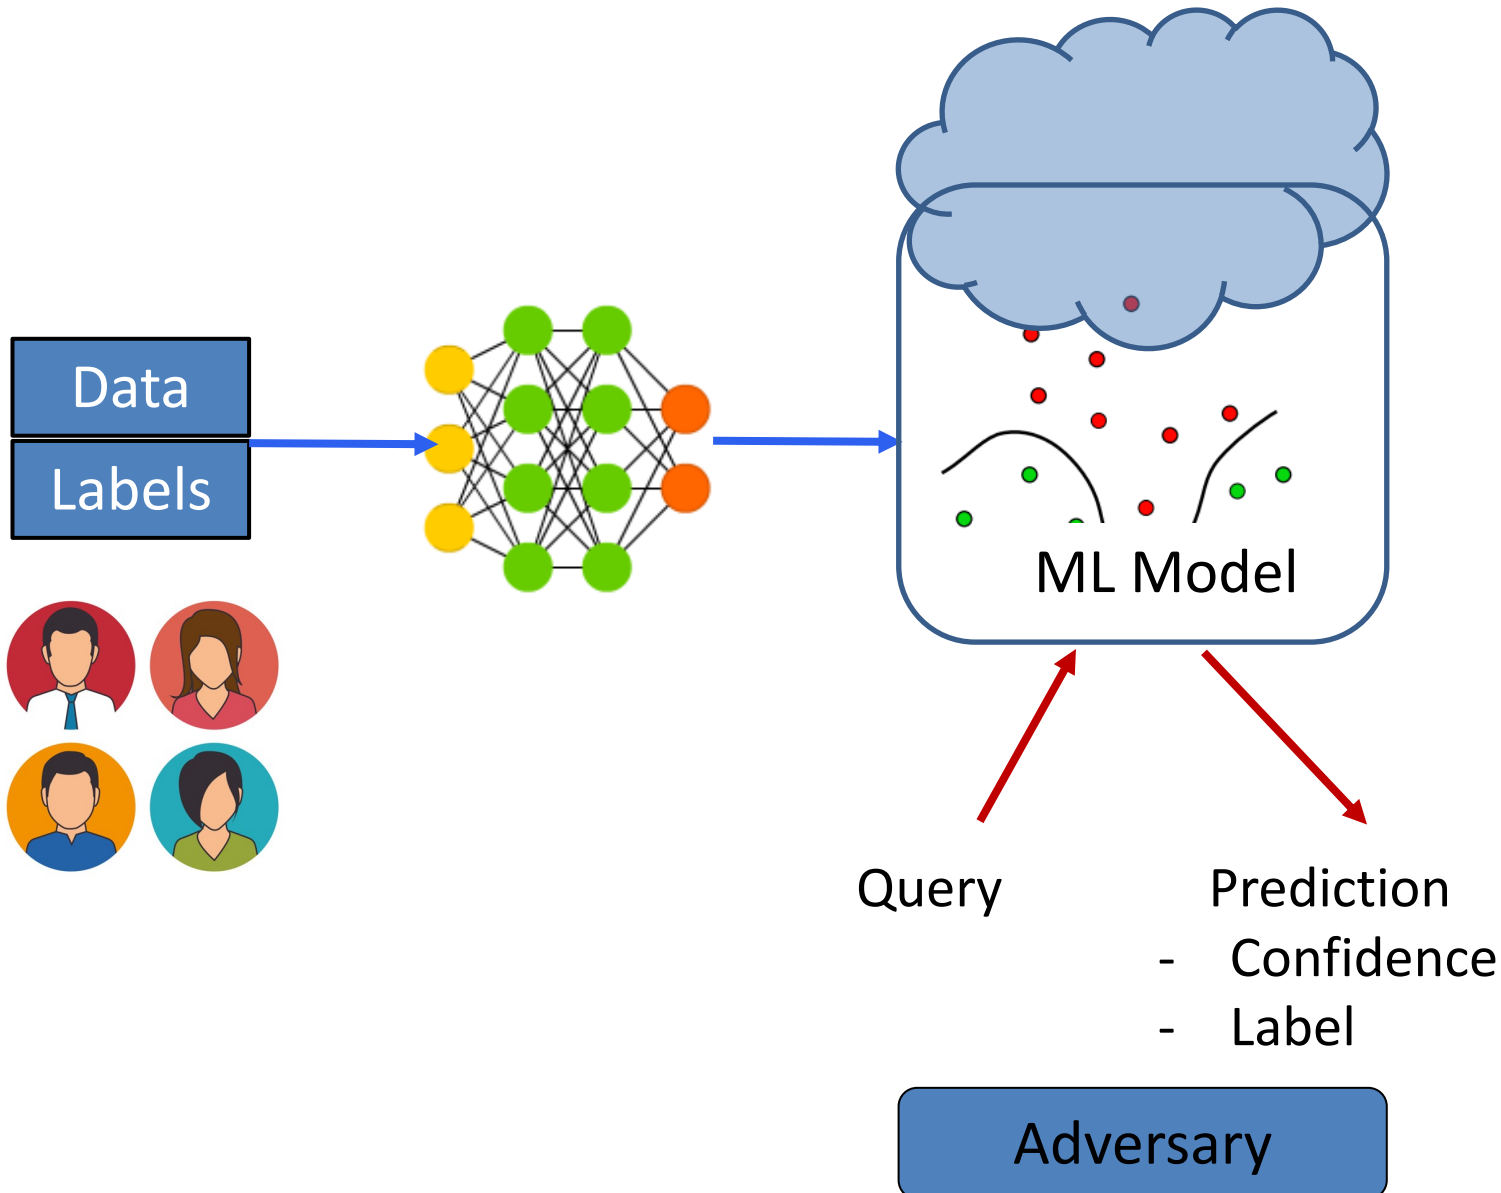 Data
Labels
ML Model
Query
Prediction
- Confidence
- Label
Adversary